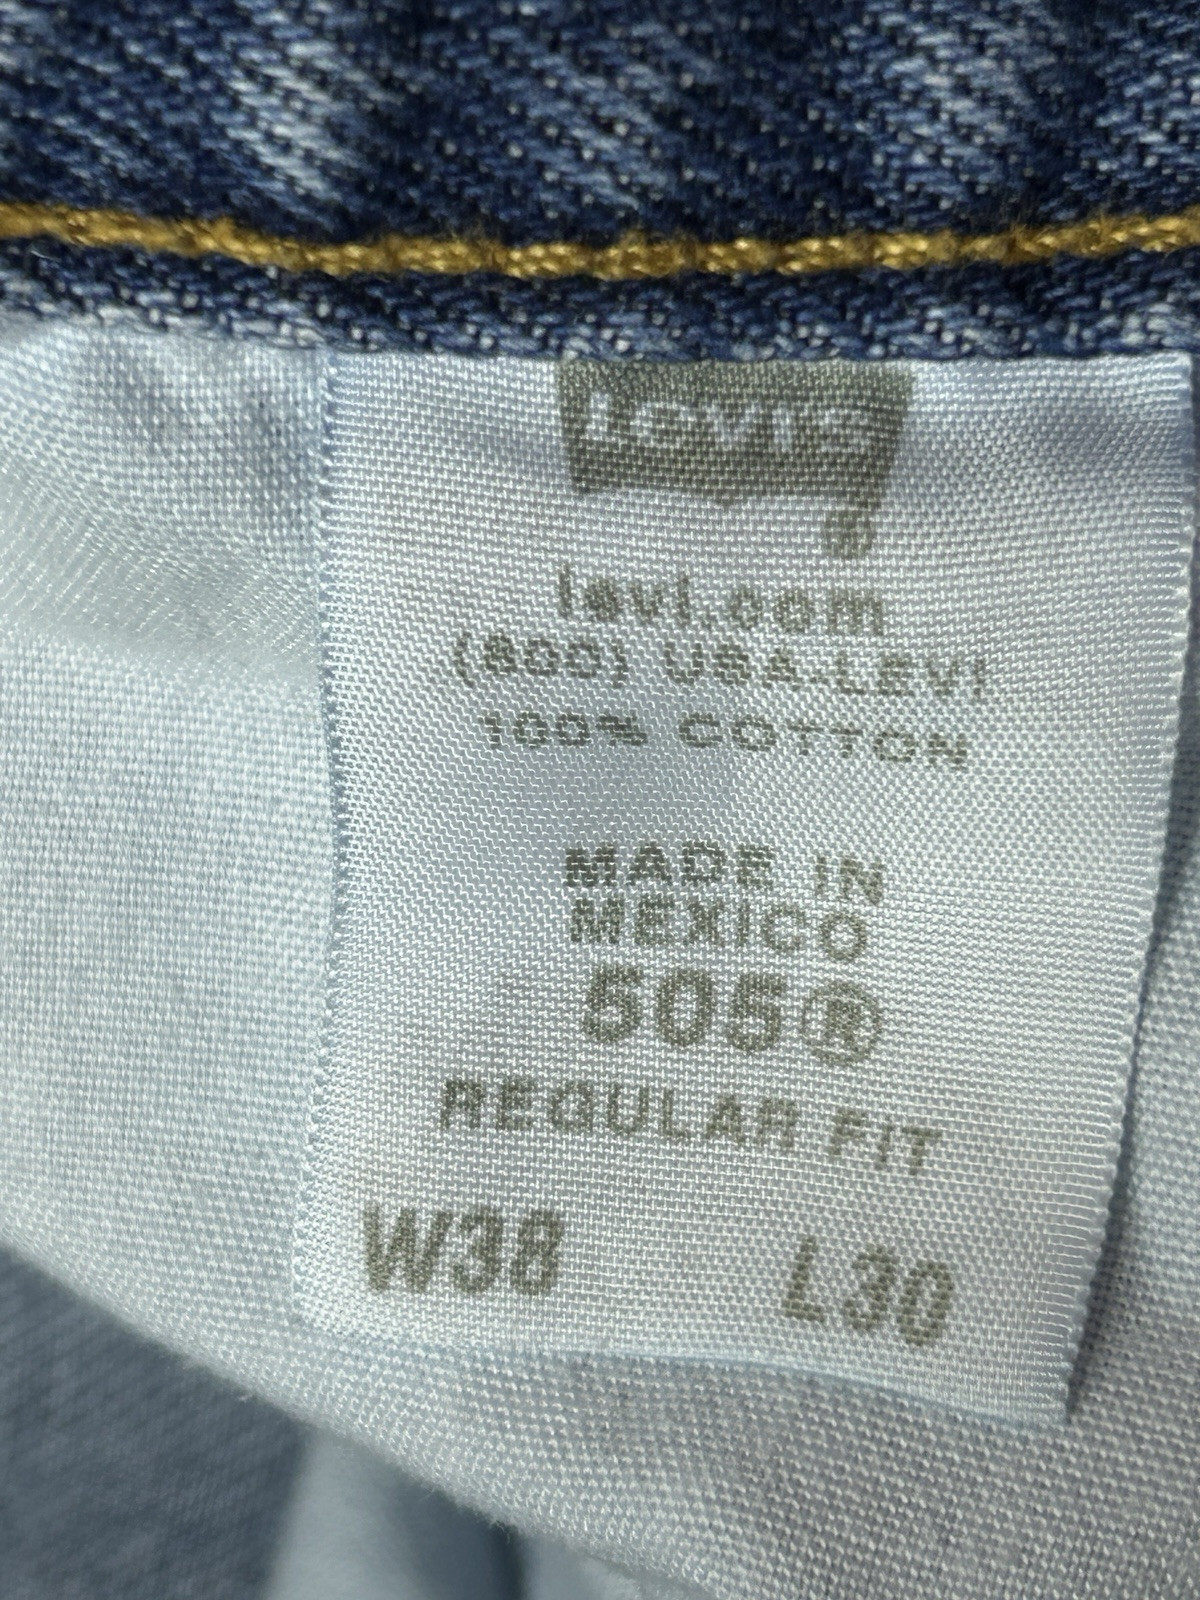 Levi's
®
levi.com
(800) USA-LEVI
100% COTTON
MADE IN
MEXICO
505®
REGULAR FIT
W38 L30